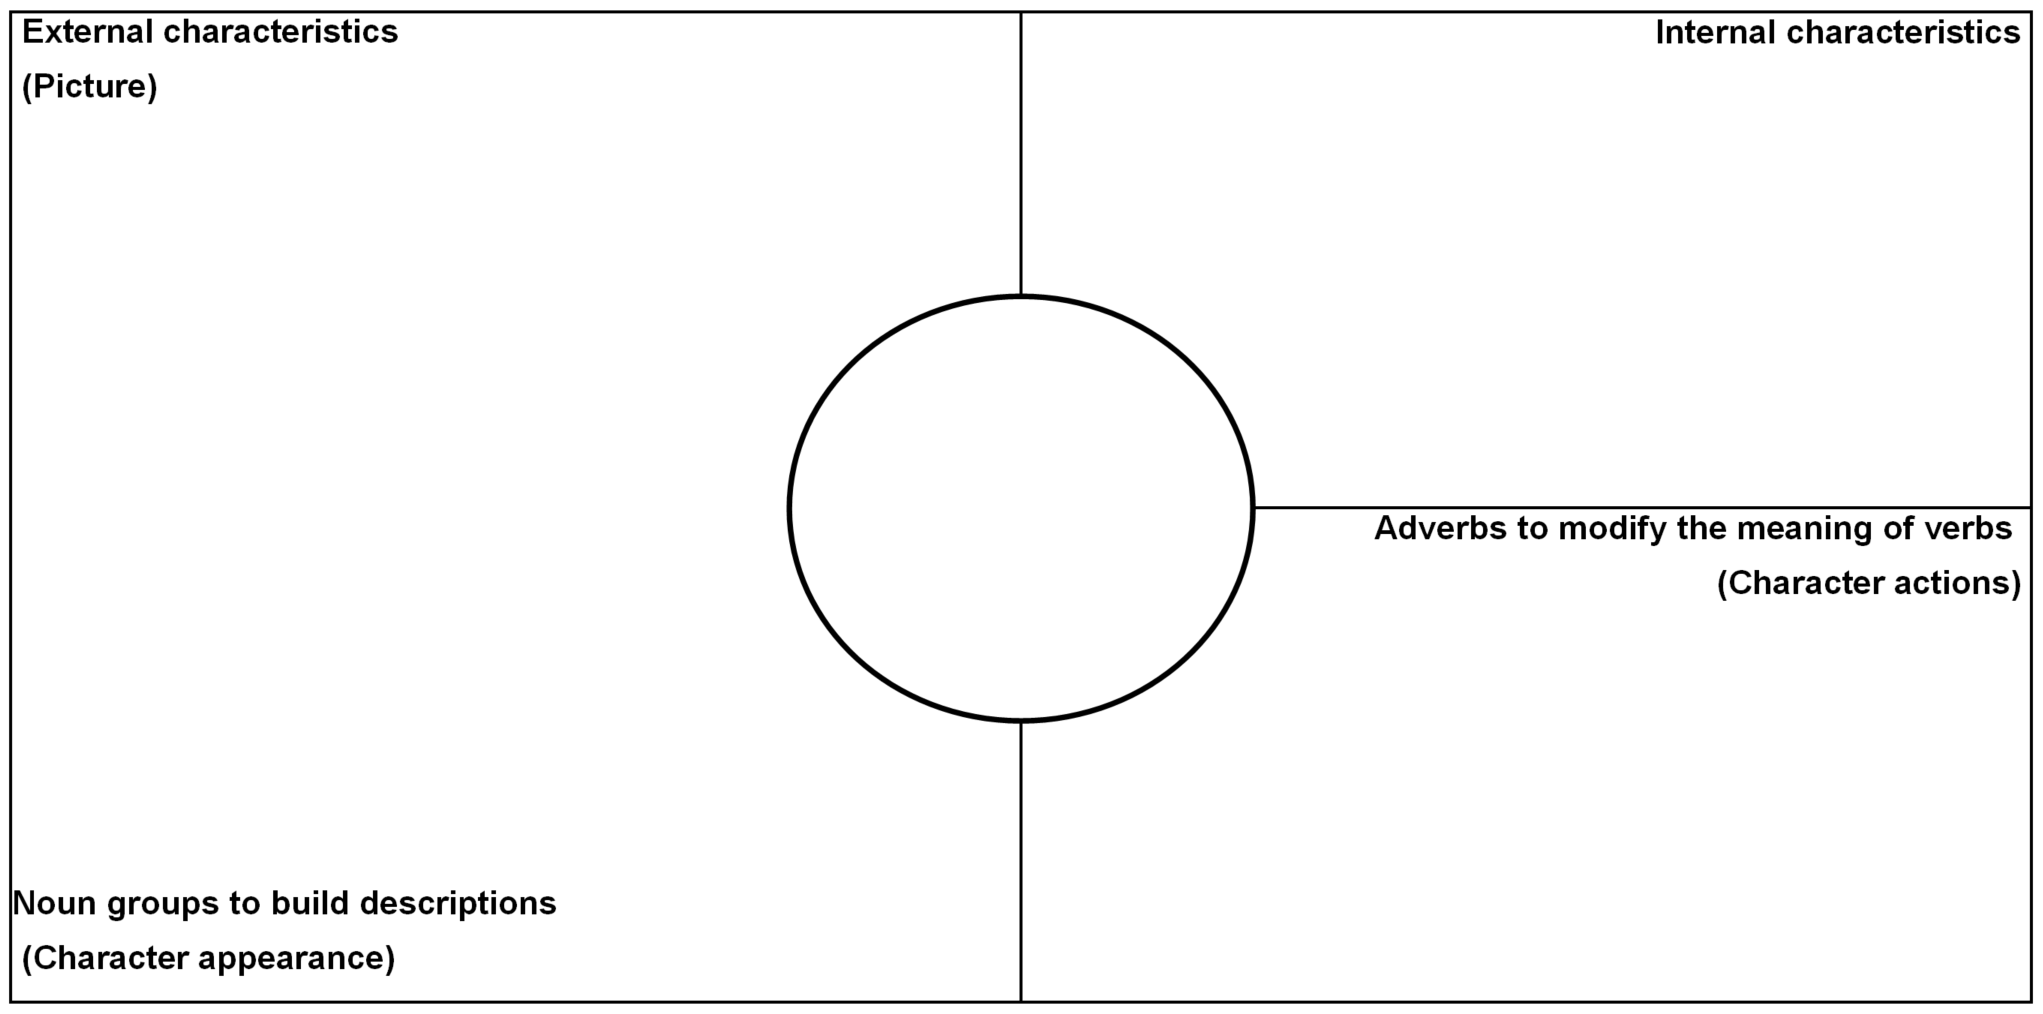 External characteristics
(Picture)
Internal characteristics
Adverbs to modify the meaning of verbs
(Character actions)
Noun groups to build descriptions
(Character appearance)